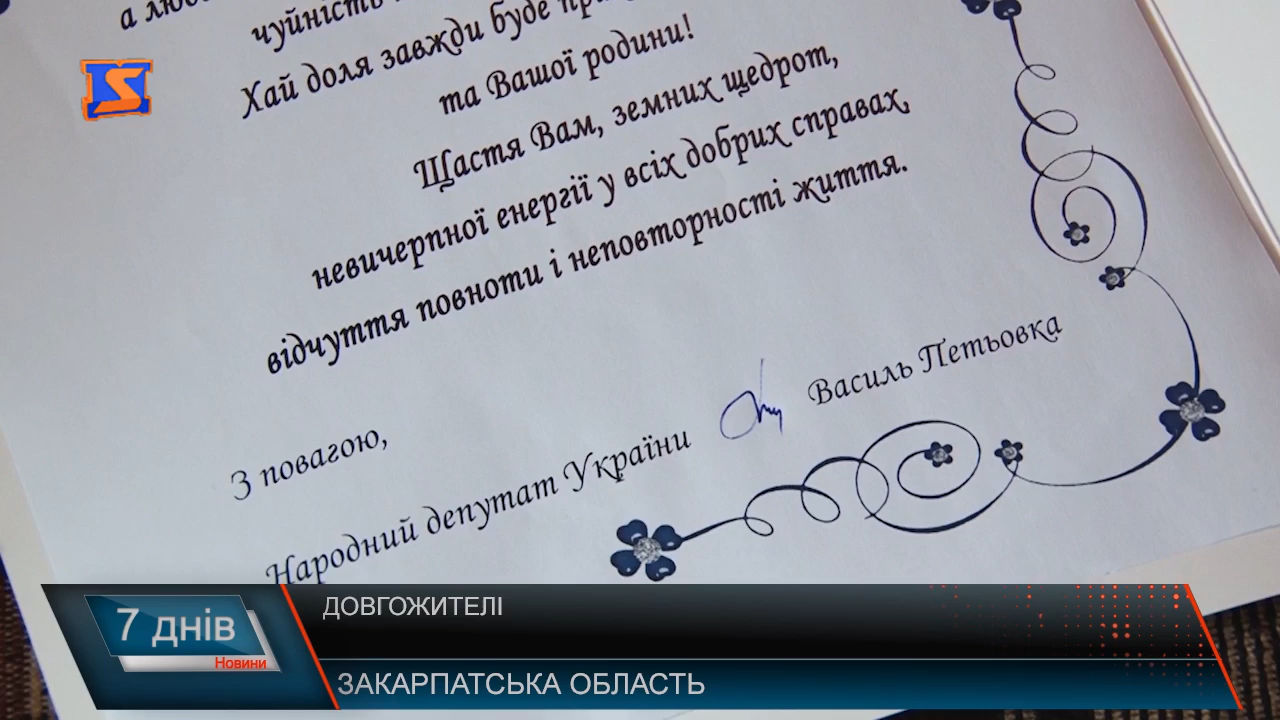 чуйність
Хай доля завжди буде
та Вашої родини!
Щастя Вам, земних щедрот,
невичерпної енергії у всіх добрих справах,
відчуття повноти і неповторності життя.
З повагою,
Народний депутат України Василь Петьовка
7 днів
Новини
ДОВГОЖИТЕЛІ
ЗАКАРПАТСЬКА ОБЛАСТЬ